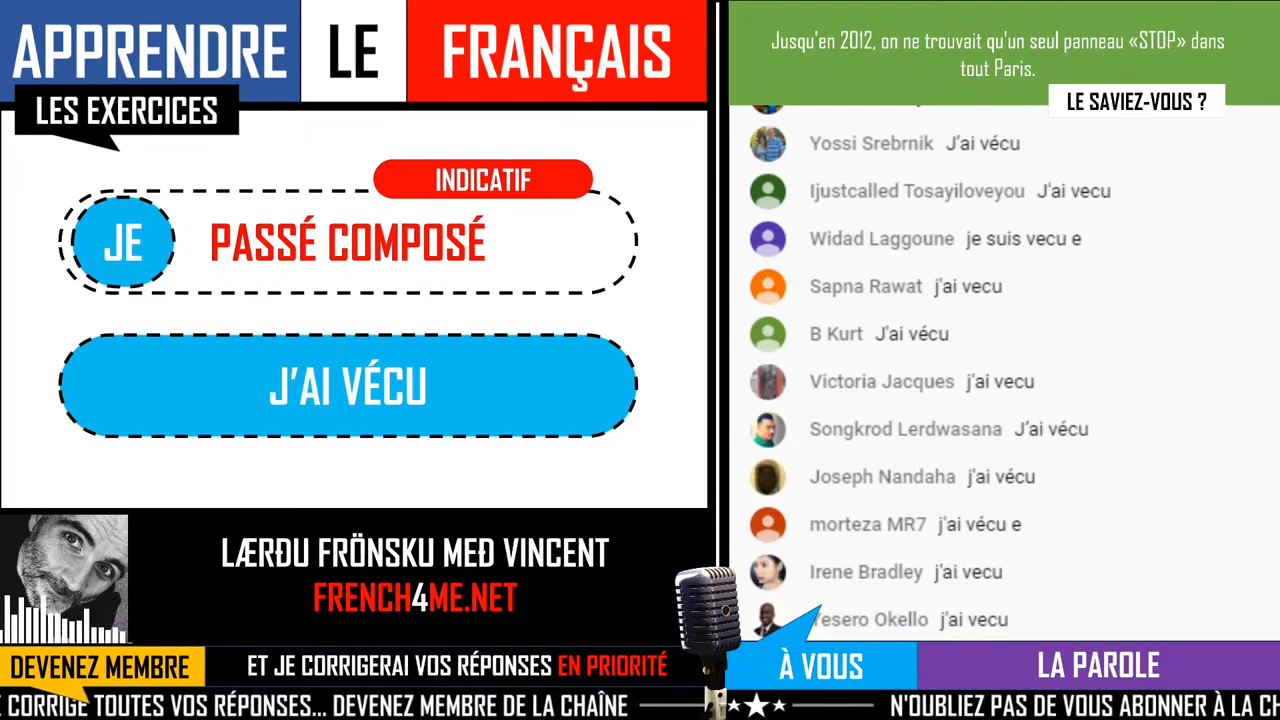 APPRENDRE LE FRANÇAIS
LES EXERCICES
INDICATIF
JE PASSÉ COMPOSÉ
J'AI VÉCU
LÆRÐU FRÖNSKU MEÐ VINCENT
FRENCH4ME.NET
DEVENEZ MEMBRE
ET JE CORRIGERAI VOS RÉPONSES EN PRIORITÉ
Jusqu'en 2012, on ne trouvait qu'un seul panneau «STOP» dans
tout Paris.
LE SAVIEZ-VOUS ?
Yossi Srebrnik J'ai vécu
Ijustcalled Tosayiloveyou J'ai vecu
Widad Laggoune je suis vecu e
Sapna Rawat j'ai vecu
B Kurt J'ai vécu
Victoria Jacques j'ai vecu
Songkrod Lerdwasana J'ai vécu
Joseph Nandaha j'ai vécu
morteza MR7 j'ai vécu e
Irene Bradley j'ai vecu
Okello j'ai vecu
À VOUS LA PAROLE
CORRIGE TOUTES VOS RÉPONSES... DEVENEZ MEMBRE DE LA CHAÎNE N'OUBLIEZ PAS DE VOUS ABONNER À LA